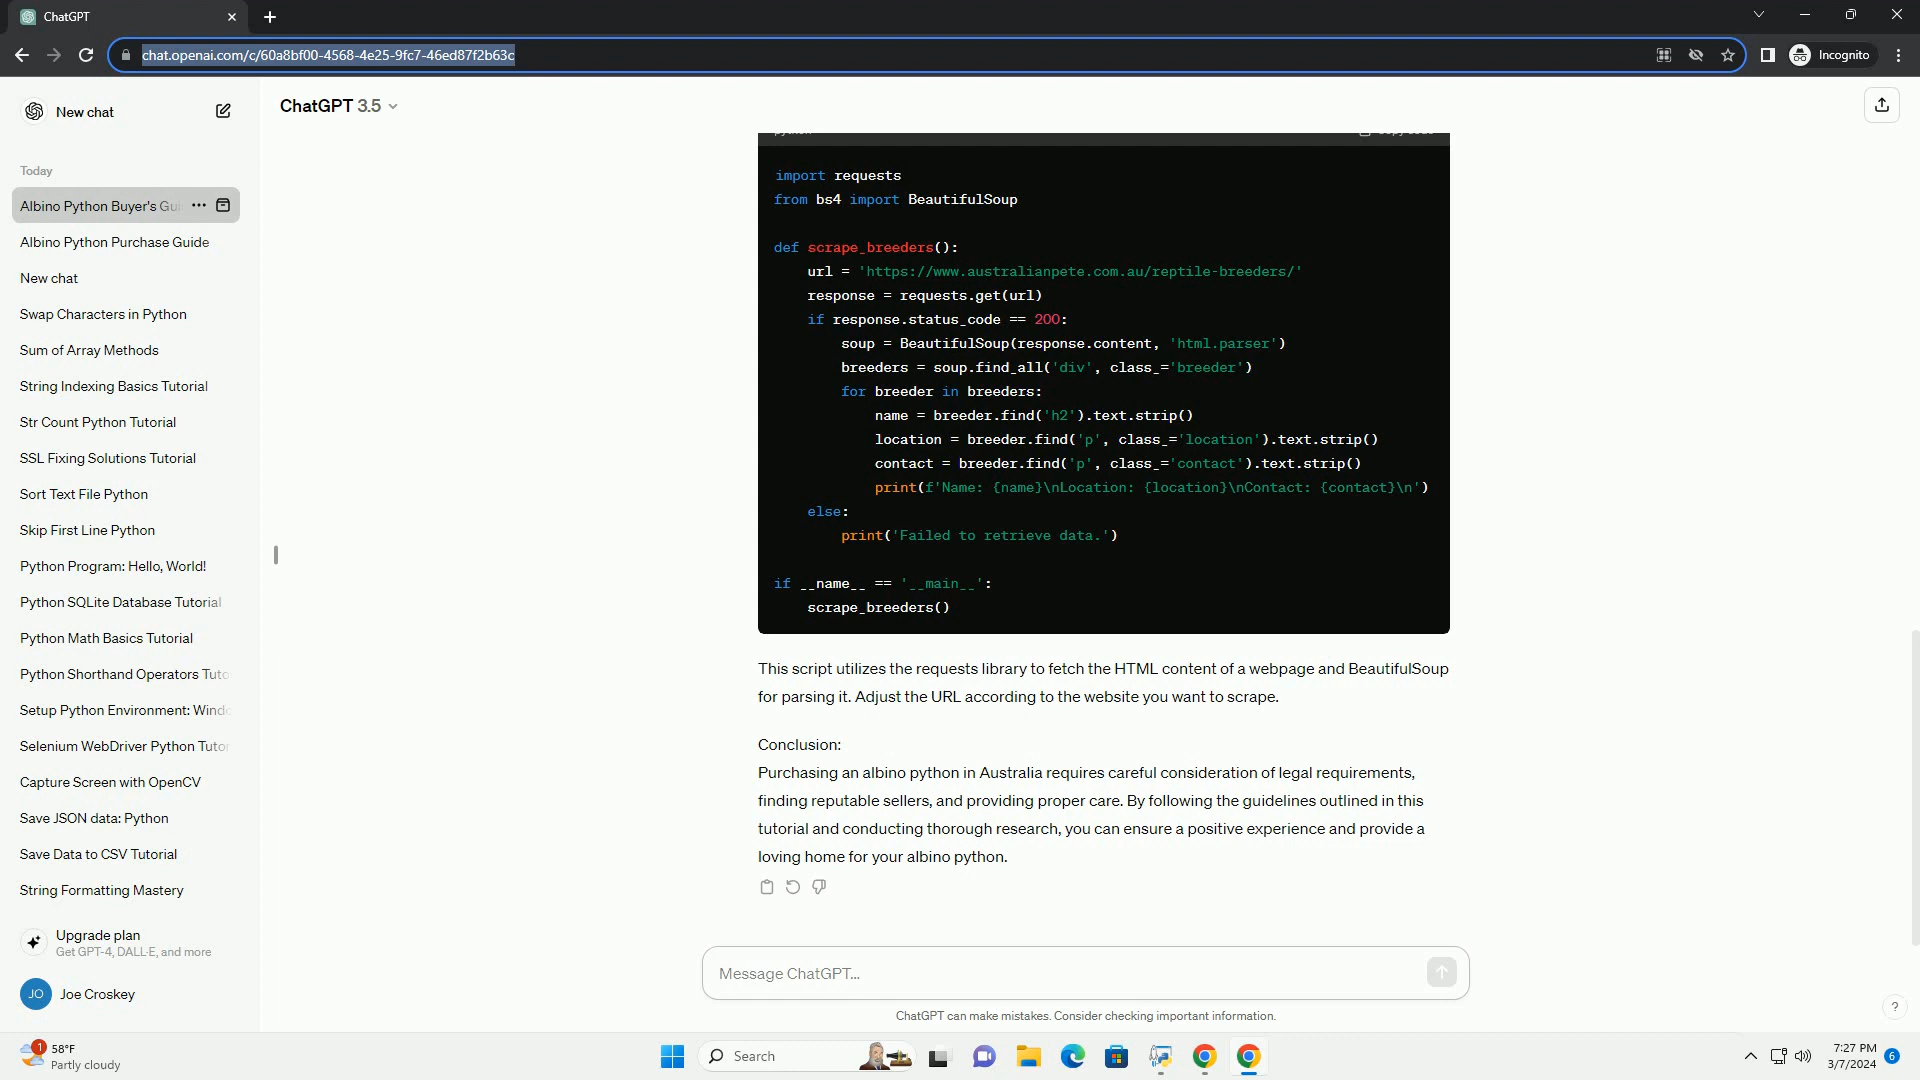 ChatGPT
chat.openai.com/c/60a8bf00-4568-4e25-9fc7-46ed87f2b63c
Incognito
New chat
Today
Albino Python Buyer's Gui
Albino Python Purchase Guide
New chat
Swap Characters in Python
Sum of Array Methods
String Indexing Basics Tutorial
Str Count Python Tutorial
SSL Fixing Solutions Tutorial
Sort Text File Python
Skip First Line Python
Python Program: Hello, World!
Python SQLite Database Tutorial
Python Math Basics Tutorial
Python Shorthand Operators Tuto
Setup Python Environment: Windo
Selenium WebDriver Python Tutor
Capture Screen with OpenCV
Save JSON data: Python
Save Data to CSV Tutorial
String Formatting Mastery
Upgrade plan
Get GPT-4, DALL·E, and more
JO Joe Croskey
ChatGPT 3.5
import requests
from bs4 import BeautifulSoup
def scrape_breeders():
url = 'https://www.australianpete.com.au/reptile-breeders/'
response = requests.get(url)
if response.status_code == 200:
soup = BeautifulSoup(response.content, 'html.parser')
breeders = soup.find_all('div', class_='breeder')
for breeder in breeders:
name = breeder.find('h2').text.strip()
location = breeder.find('p', class_='location').text.strip()
contact = breeder.find('p', class_='contact').text.strip()
print(f'Name: {name}\nLocation: {location}\nContact: {contact}\n')
else:
print('Failed to retrieve data.')
if __name__ == '__main__':
scrape_breeders()
This script utilizes the requests library to fetch the HTML content of a webpage and BeautifulSoup
for parsing it. Adjust the URL according to the website you want to scrape.
Conclusion:
Purchasing an albino python in Australia requires careful consideration of legal requirements,
finding reputable sellers, and providing proper care. By following the guidelines outlined in this
tutorial and conducting thorough research, you can ensure a positive experience and provide a
loving home for your albino python.
Message ChatGPT...
ChatGPT can make mistakes. Consider checking important information.
?
1
58°F
Partly cloudy
Search
7:27 PM
3/7/2024
6